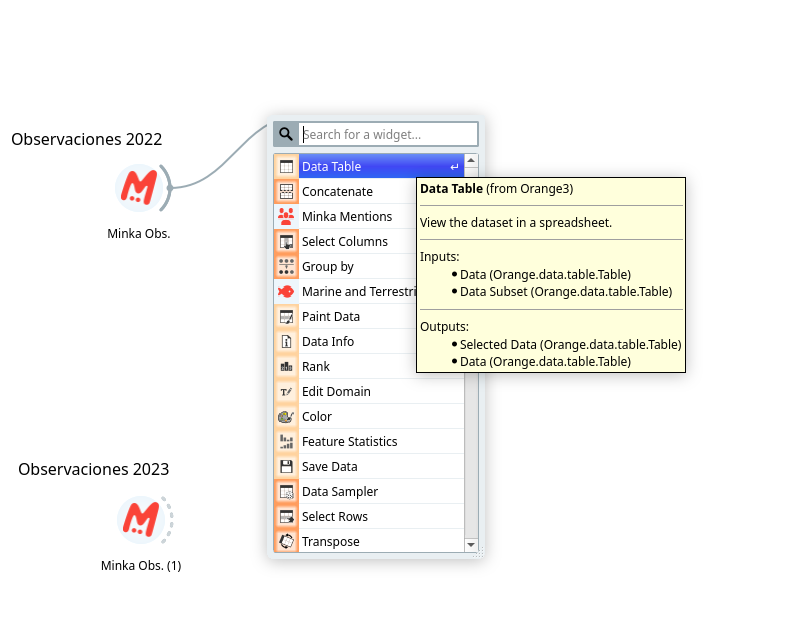 Observaciones 2022
Minka Obs.
Search for a widget...
Data Table
Concatenate
Minka Mentions
Select Columns
Group by
Marine and Terrestri
Paint Data
Data Info
Rank
Edit Domain
Color
Feature Statistics
Save Data
Data Sampler
Select Rows
Transpose
Data Table (from Orange3)
View the dataset in a spreadsheet.
Inputs:
• Data (Orange.data.table.Table)
• Data Subset (Orange.data.table.Table)
Outputs:
• Selected Data (Orange.data.table.Table)
• Data (Orange.data.table.Table)
Observaciones 2023
Minka Obs. (1)